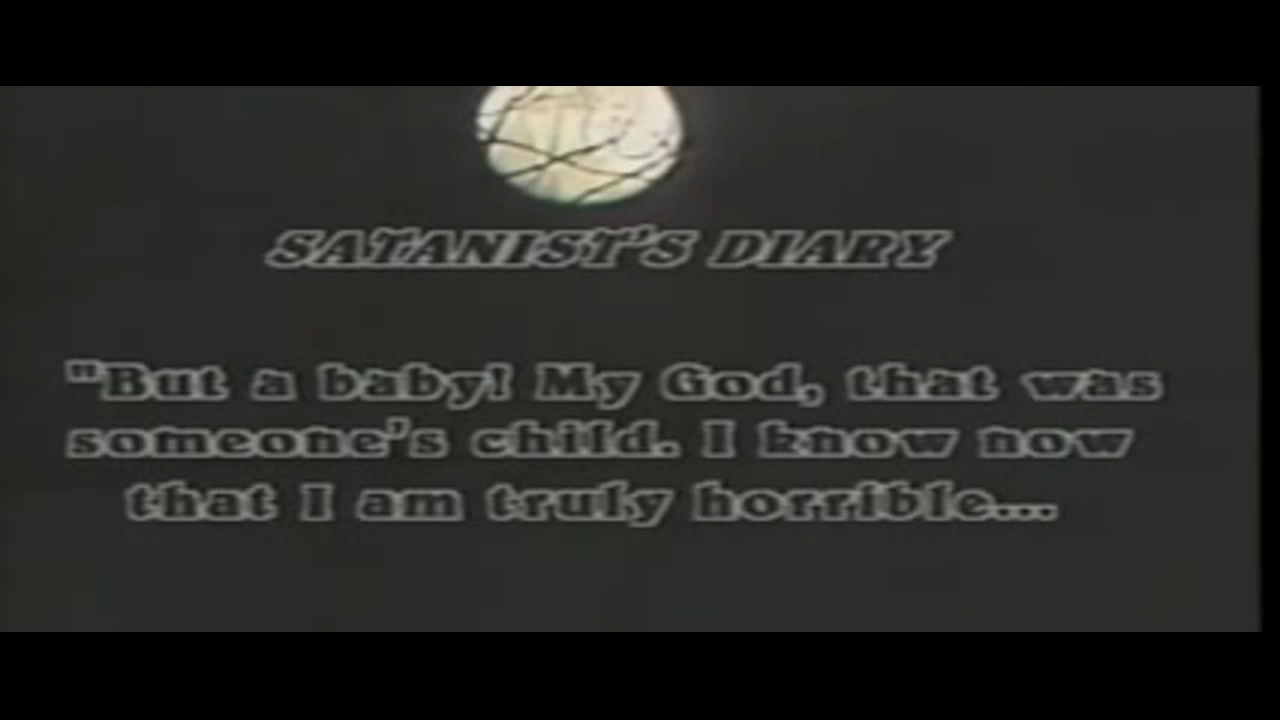 SATANIST'S DIARY
"But a baby! My God, that was
someone's child. I know now
that I am truly horrible...